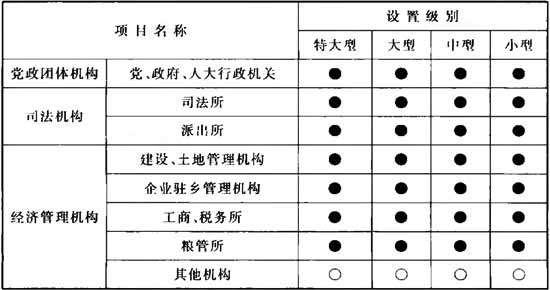 项目名称 设置级别
特大型 大型 中型 小型
党政团体机构 党、政府、人大行政机关 ● ● ● ●
司法机构 司法所 ● ● ● ●
派出所 ● ● ● ●
经济管理机构 建设、土地管理机构 ● ● ● ●
企业驻乡管理机构 ● ● ● ●
工商、税务所 ● ● ● ●
粮管所 ● ● ● ●
其他机构 ○ ○ ○ ○